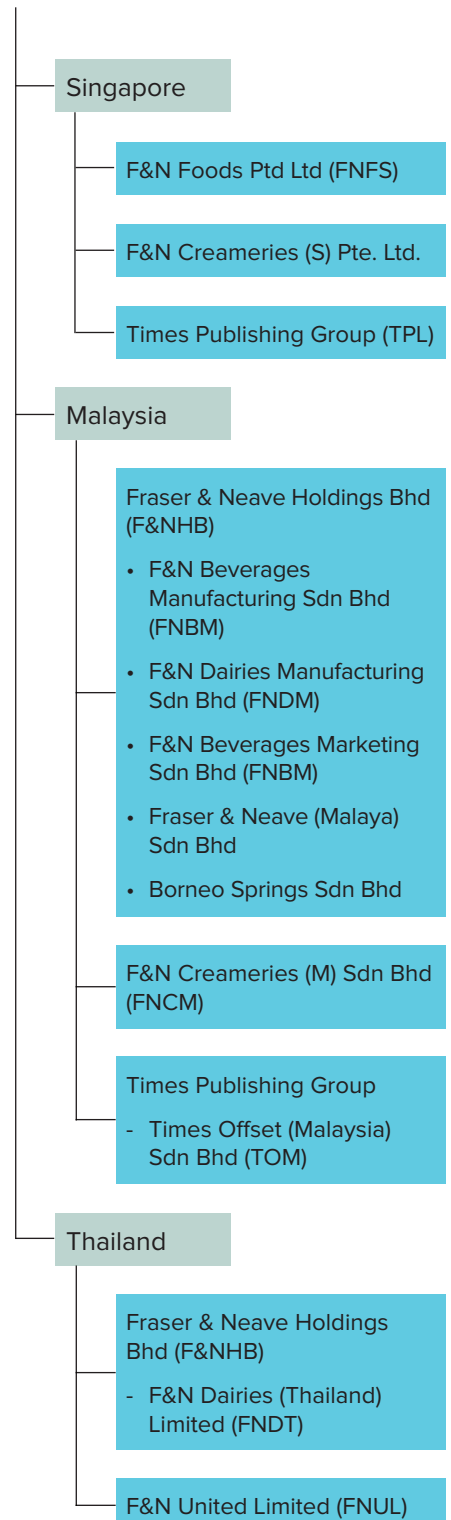 Singapore
F&N Foods Ptd Ltd (FNFS)
F&N Creameries (S) Pte. Ltd.
Times Publishing Group (TPL)
Malaysia
Fraser & Neave Holdings Bhd
(F&NHB)
• F&N Beverages
Manufacturing Sdn Bhd
(FNBM)
• F&N Dairies Manufacturing
Sdn Bhd (FNDM)
• F&N Beverages Marketing
Sdn Bhd (FNBM)
• Fraser & Neave (Malaya)
Sdn Bhd
• Borneo Springs Sdn Bhd
F&N Creameries (M) Sdn Bhd
(FNCM)
Times Publishing Group
- Times Offset (Malaysia)
Sdn Bhd (TOM)
Thailand
Fraser & Neave Holdings
Bhd (F&NHB)
- F&N Dairies (Thailand)
Limited (FNDT)
F&N United Limited (FNUL)